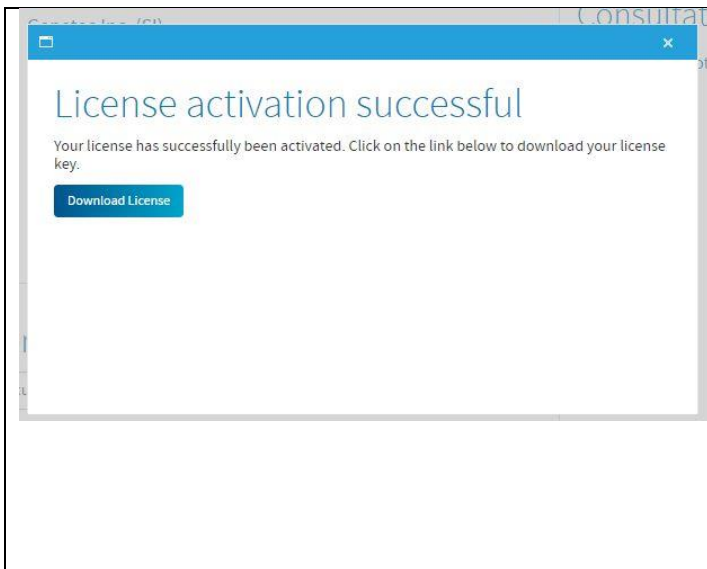 Consultat
License activation successful
Your license has successfully been activated. Click on the link below to download your license
key.
Download License